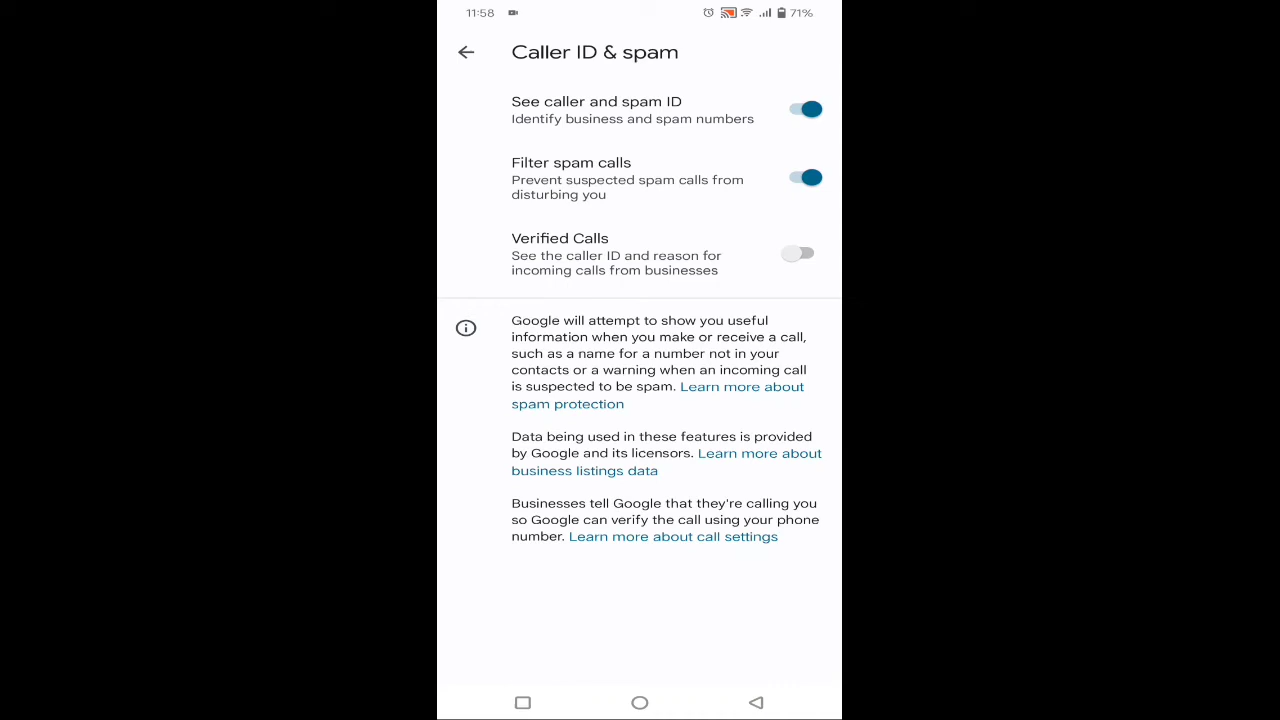 11:58 71%
Caller ID & spam
See caller and spam ID
Identify business and spam numbers
Filter spam calls
Prevent suspected spam calls from
disturbing you
Verified Calls
See the caller ID and reason for
incoming calls from businesses
Google will attempt to show you useful
information when you make or receive a call,
such as a name for a number not in your
contacts or a warning when an incoming call
is suspected to be spam. Learn more about
spam protection
Data being used in these features is provided
by Google and its licensors. Learn more about
business listings data
Businesses tell Google that they're calling you
so Google can verify the call using your phone
number. Learn more about call settings